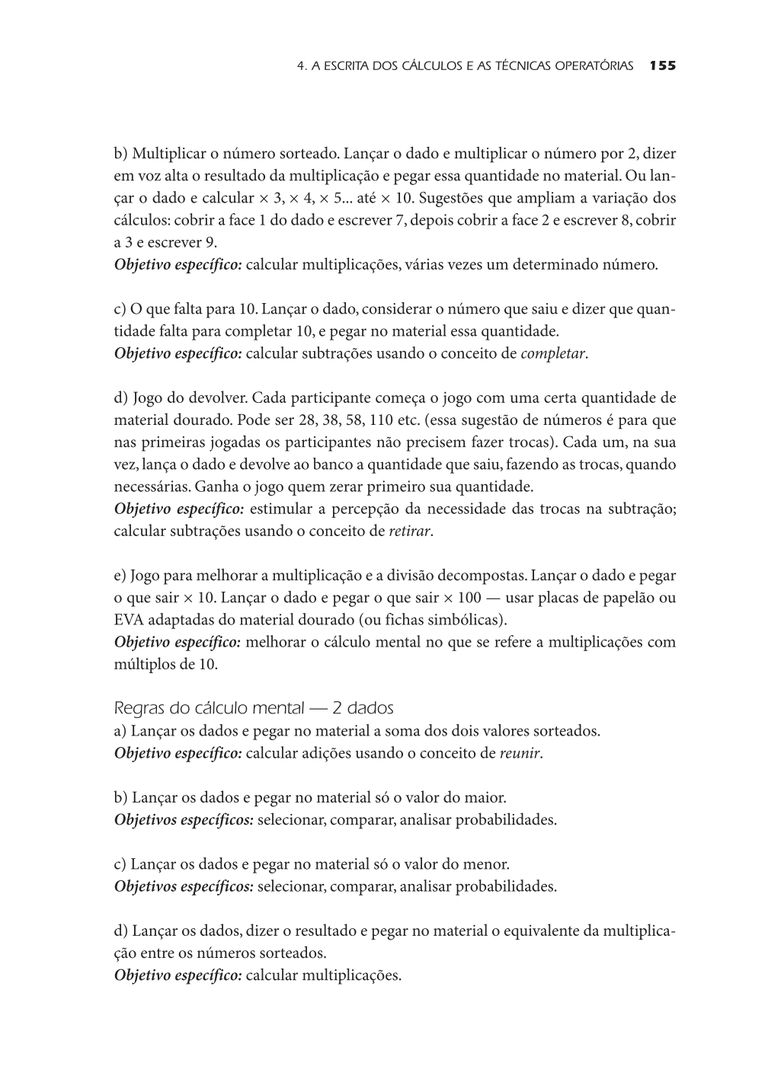 4. A ESCRITA DOS CÁLCULOS E AS TÉCNICAS OPERATÓRIAS 155
b) Multiplicar o número sorteado. Lançar o dado e multiplicar o número por 2, dizer
em voz alta o resultado da multiplicação e pegar essa quantidade no material. Ou lan-
çar o dado e calcular × 3, × 4, × 5... até × 10. Sugestões que ampliam a variação dos
cálculos: cobrir a face 1 do dado e escrever 7, depois cobrir a face 2 e escrever 8, cobrir
a 3 e escrever 9.
Objetivo específico: calcular multiplicações, várias vezes um determinado número.
c) O que falta para 10. Lançar o dado, considerar o número que saiu e dizer que quan-
tidade falta para completar 10, e pegar no material essa quantidade.
Objetivo específico: calcular subtrações usando o conceito de completar.
d) Jogo do devolver. Cada participante começa o jogo com uma certa quantidade de
material dourado. Pode ser 28, 38, 58, 110 etc. (essa sugestão de números é para que
nas primeiras jogadas os participantes não precisem fazer trocas). Cada um, na sua
vez, lança o dado e devolve ao banco a quantidade que saiu, fazendo as trocas, quando
necessárias. Ganha o jogo quem zerar primeiro sua quantidade.
Objetivo específico: estimular a percepção da necessidade das trocas na subtração;
calcular subtrações usando o conceito de retirar.
e) Jogo para melhorar a multiplicação e a divisão decompostas. Lançar o dado e pegar
o que sair × 10. Lançar o dado e pegar o que sair × 100 — usar placas de papelão ou
EVA adaptadas do material dourado (ou fichas simbólicas).
Objetivo específico: melhorar o cálculo mental no que se refere a multiplicações com
múltiplos de 10.
Regras do cálculo mental — 2 dados
a) Lançar os dados e pegar no material a soma dos dois valores sorteados.
Objetivo específico: calcular adições usando o conceito de reunir.
b) Lançar os dados e pegar no material só o valor do maior.
Objetivos específicos: selecionar, comparar, analisar probabilidades.
c) Lançar os dados e pegar no material só o valor do menor.
Objetivos específicos: selecionar, comparar, analisar probabilidades.
d) Lançar os dados, dizer o resultado e pegar no material o equivalente da multiplica-
ção entre os números sorteados.
Objetivo específico: calcular multiplicações.